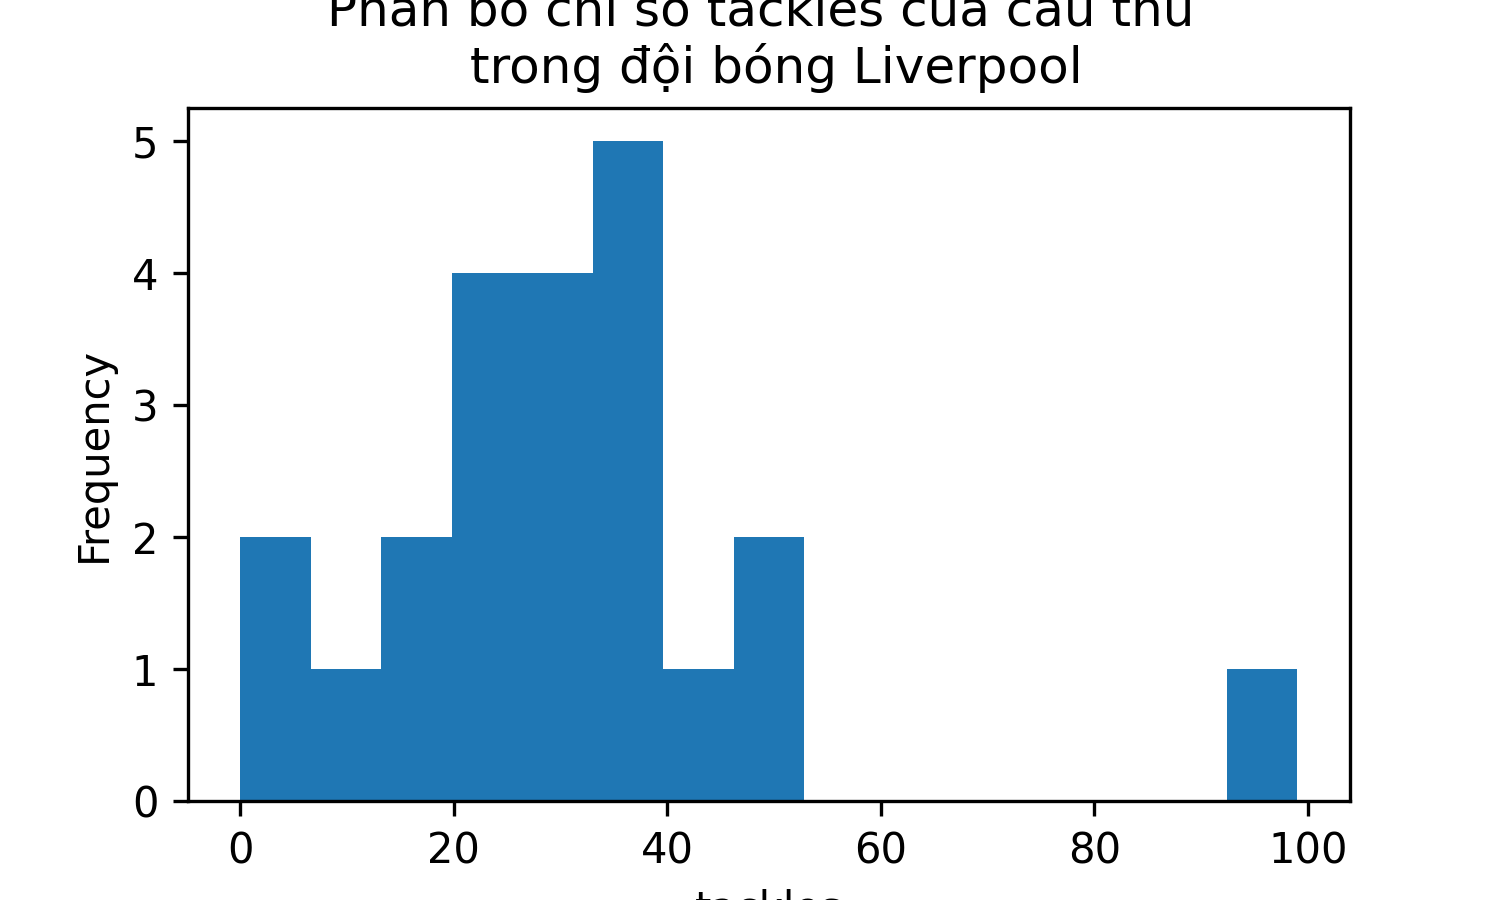 Phân bố chỉ số tackles của cầu thủ
trong đội bóng Liverpool
5
4
3
2
1
0
Frequency
0 20 40 60 80 100
tackles